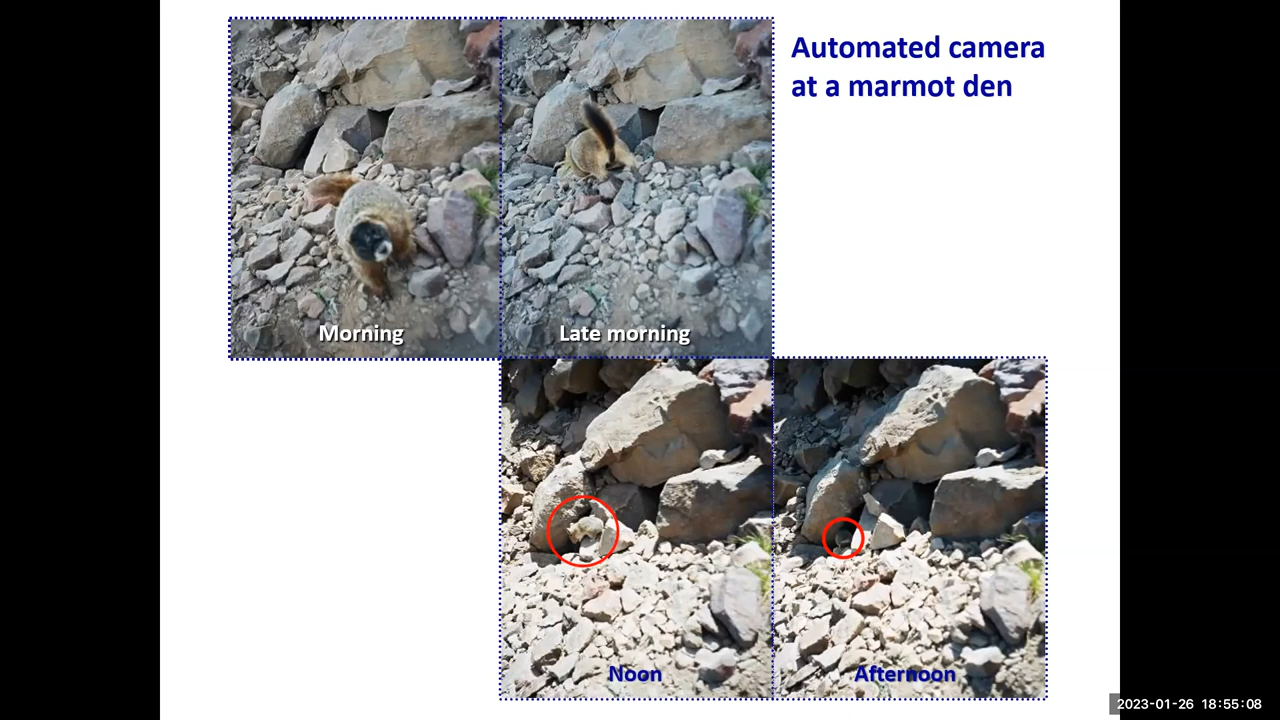 Automated camera
at a marmot den
Morning
Late morning
Noon
Afternoon
2023-01-26 18:55:08